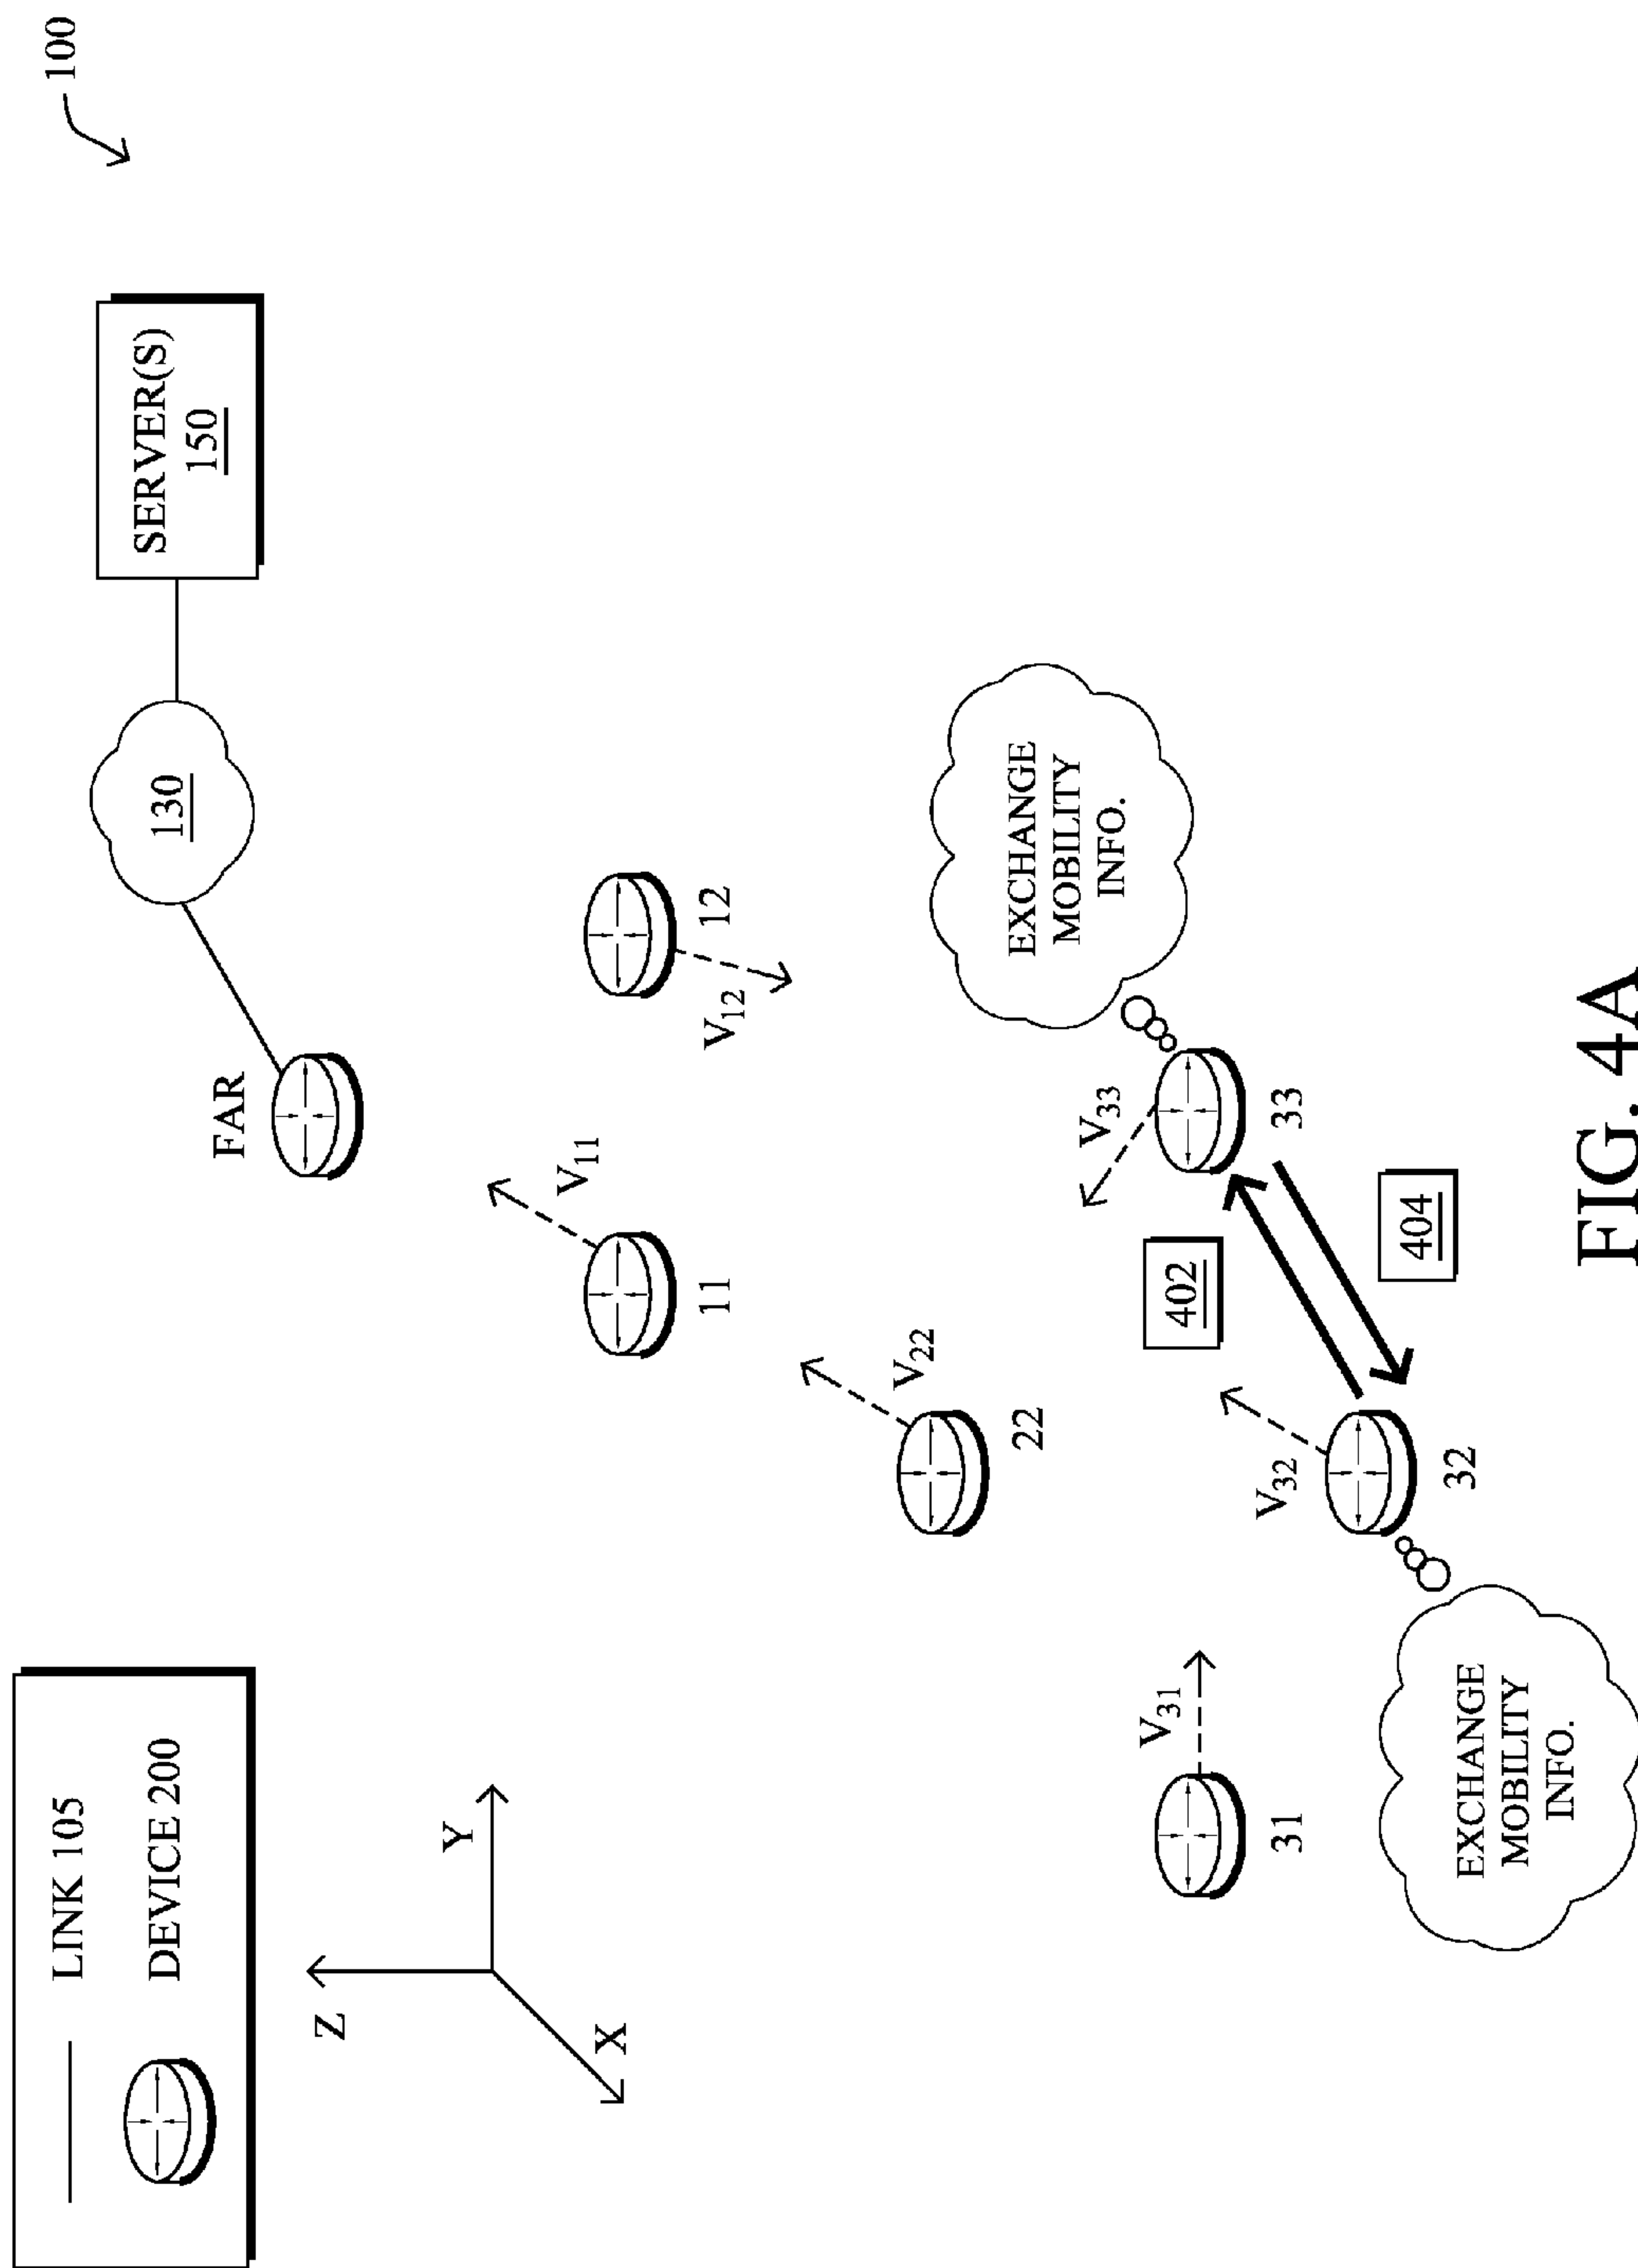 LINK 105
DEVICE 200
Z
Y
X
100
SERVER(S)
150
130
FAR
V11
11
V12
12
V22
22
V31
31
V32
32
V33
33
402
404
EXCHANGE
MOBILITY
INFO.
EXCHANGE
MOBILITY
INFO.
FIG. 4A